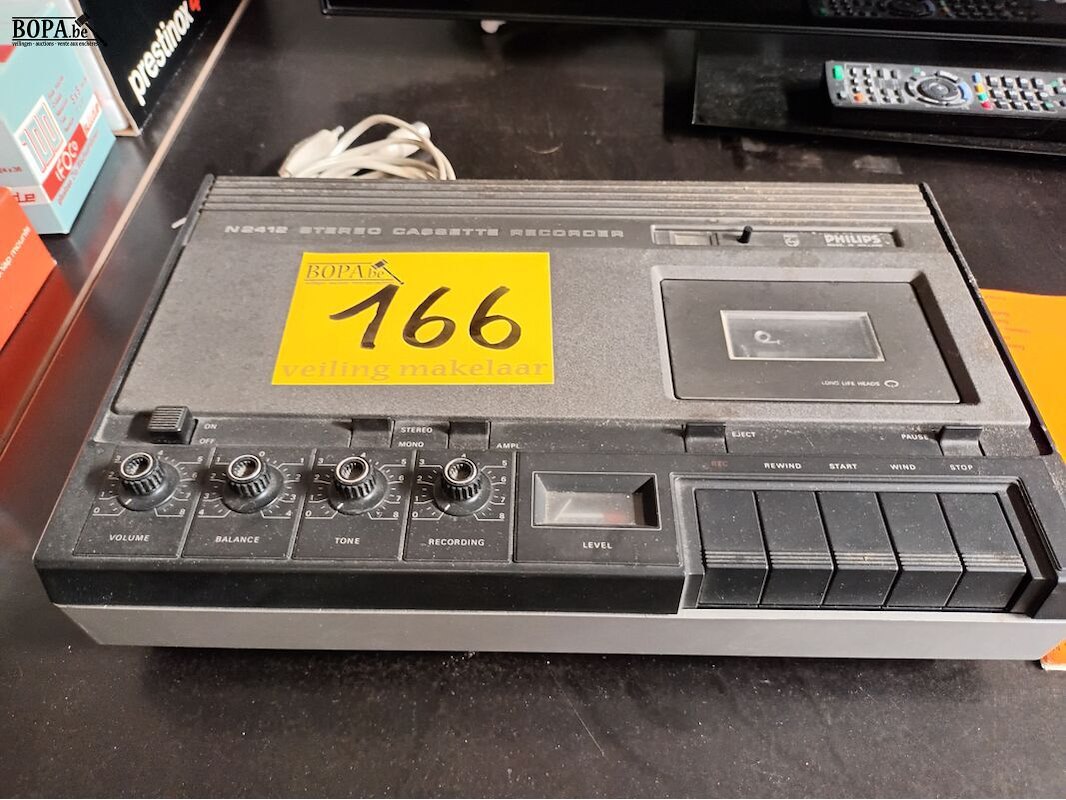 BOPA.be
veilingen - auctions - vente aux enchères
prestinox
N2412 STEREO CASSETTE RECORDER
PHILIPS
BOPA.be
166
veiling makelaar
LONG LIFE HEADS
ON
OFF
STEREO
MONO
AMPL
EJECT
PAUSE
REC
REWIND
START
WIND
STOP
VOLUME
BALANCE
TONE
RECORDING
LEVEL